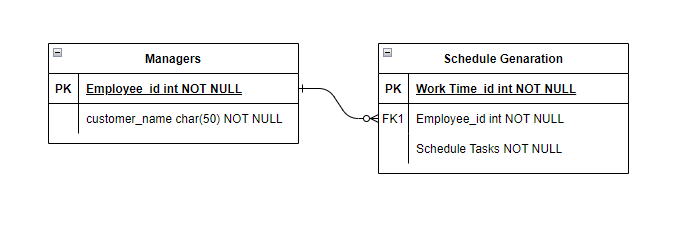 Managers
PK Employee_id int NOT NULL
customer_name char(50) NOT NULL
Schedule Genaration
PK Work Time_id int NOT NULL
FK1 Employee_id int NOT NULL
Schedule Tasks NOT NULL